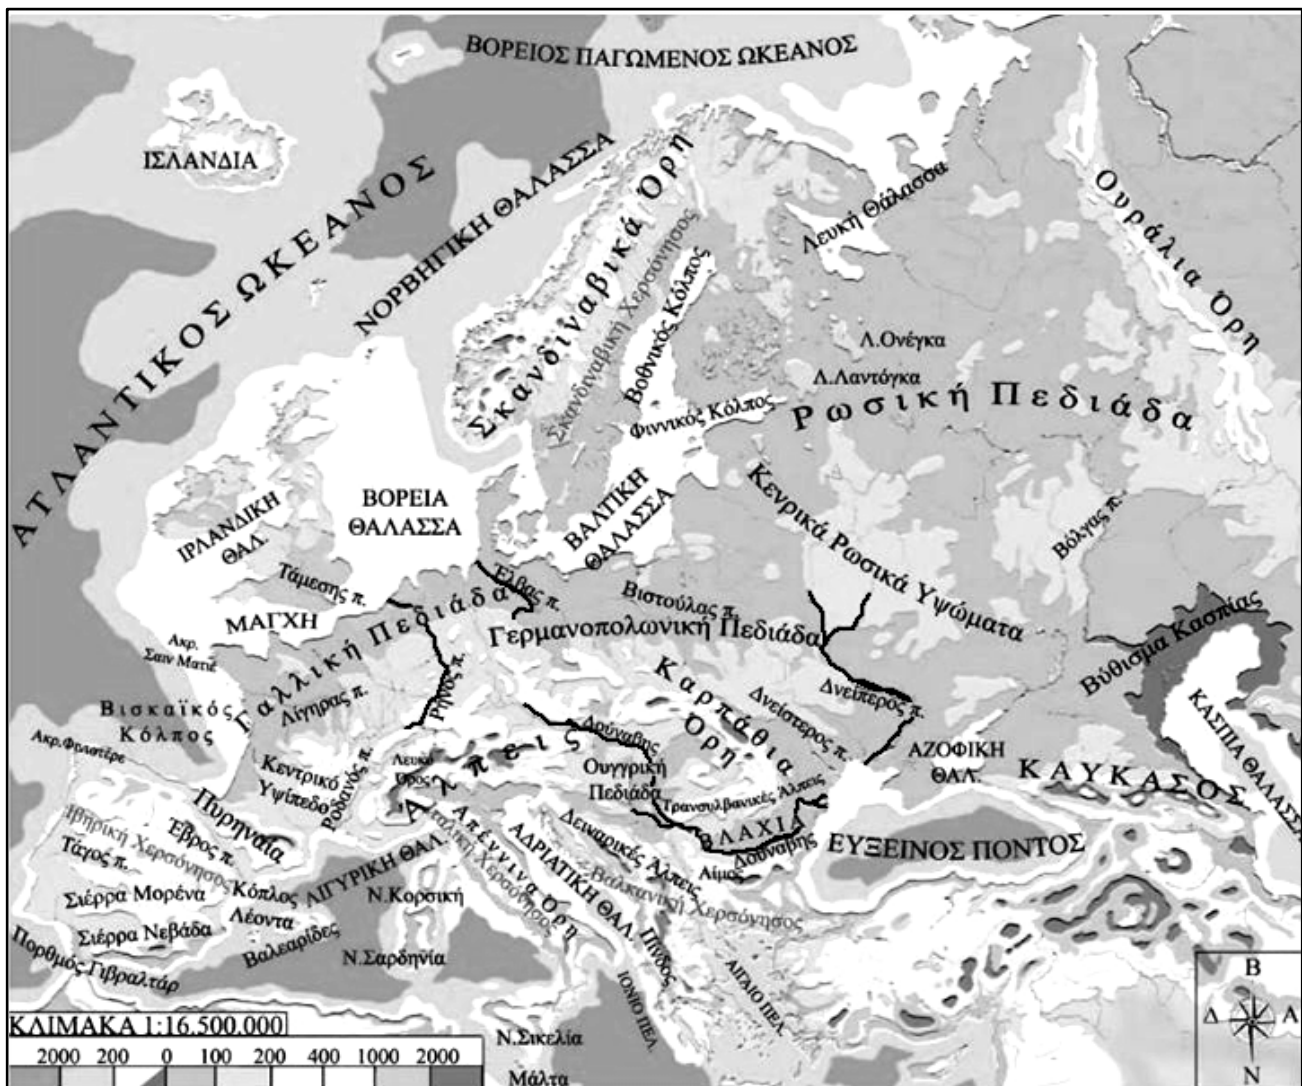 ΒΟΡΕΙΟΣ ΠΑΓΩΜΕΝΟΣ ΩΚΕΑΝΟΣ
ΙΣΛΑΝΔΙΑ
ΑΤΛΑΝΤΙΚΟΣ ΩΚΕΑΝΟΣ
ΝΟΡΒΗΓΙΚΗ ΘΑΛΑΣΣΑ
Σκανδιναβικά Όρη
Σκανδιναβική Χερσόνησος
Βοθνικός Κόλπος
Λευκή Θάλασσα
Ουράλια Όρη
Λ.Ονέγκα
Λ.Λαντόγκα
Φιννικός Κόλπος
Ρωσική Πεδιάδα
ΒΟΡΕΙΑ
ΘΑΛΑΣΣΑ
ΙΡΛΑΝΔΙΚΗ
ΘΑΛ.
ΒΑΛΤΙΚΗ
ΘΑΛΑΣΣΑ
Κενρικά Ρωσικά Υψώματα
Βόλγας π.
Τάμεσης π.
ΜΑΓΧΗ
Έλβας π.
Βιστούλας π.
Γερμανοπολωνική Πεδιάδα
Γαλλική Πεδιάδα
Ακρ.
Σαιν Ματιέ
Βύθισμα Κασπίας
ΚΑΣΠΙΑ ΘΑΛΑΣΣΑ
Βισκαϊκός
Κόλπος
Λίγηρας π.
Ρήνος π.
Καρπάθια
Όρη
Δνείστερος π.
Δνείπερος π.
Ακρ.Φινιστέρε
Κεντρικό
Υψίπεδο
Ροδανός π.
Λευκό
Όρος
Άλπεις
Δούναβης
Ουγγρική
Πεδιάδα
Τρανσυλβανικές Άλπεις
ΑΖΟΦΙΚΗ
ΘΑΛ.
ΚΑΥΚΑΣΟΣ
Πυρηναία
Ιβηρική Χερσόνησος
Έβρος π.
Τάγος π.
Σιέρρα Μορένα
Σιέρρα Νεβάδα
Κόπλος
Λέοντα
Βαλεαρίδες
Πορθμός Γιβραλτάρ
ΛΙΓΥΡΙΚΗ ΘΑΛ.
Ν.Κορσική
Ν.Σαρδηνία
Ιταλική Χερσόνησος
Απέννινα Όρη
ΑΔΡΙΑΤΙΚΗ ΘΑΛ.
Δειναρικές Άλπεις
Βαλκανική Χερσόνησος
ΒΛΑΧΙΑ
Δούναβης
Αίμος
ΕΥΞΕΙΝΟΣ ΠΟΝΤΟΣ
Πίνδος
ΑΙΓΑΙΟ ΠΕΛ.
ΙΟΝΙΟ ΠΕΛ.
Ν.Σικελία
Μάλτα
ΚΛΙΜΑΚΑ 1:16.500.000
2000 200 0 100 200 400 1000 2000
Β
Δ Α
Ν